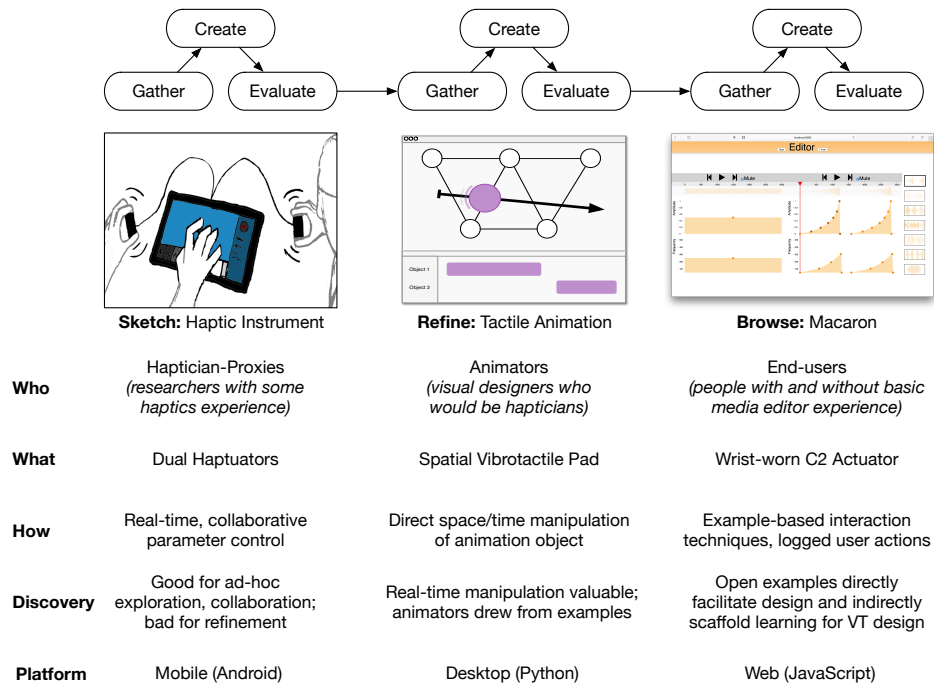 Create
Gather
Evaluate
Create
Gather
Evaluate
Create
Gather
Evaluate
Object 1
Object 2
Editor
Mute
Mute
Amplitude
Frequency
Amplitude
Frequency
Sketch: Haptic Instrument
Refine: Tactile Animation
Browse: Macaron
Who
Haptician-Proxies
(researchers with some
haptics experience)
Animators
(visual designers who
would be hapticians)
End-users
(people with and without basic
media editor experience)
What
Dual Haptuators
Spatial Vibrotactile Pad
Wrist-worn C2 Actuator
How
Real-time, collaborative
parameter control
Direct space/time manipulation
of animation object
Example-based interaction
techniques, logged user actions
Discovery
Good for ad-hoc
exploration, collaboration;
bad for refinement
Real-time manipulation valuable;
animators drew from examples
Open examples directly
facilitate design and indirectly
scaffold learning for VT design
Platform
Mobile (Android)
Desktop (Python)
Web (JavaScript)